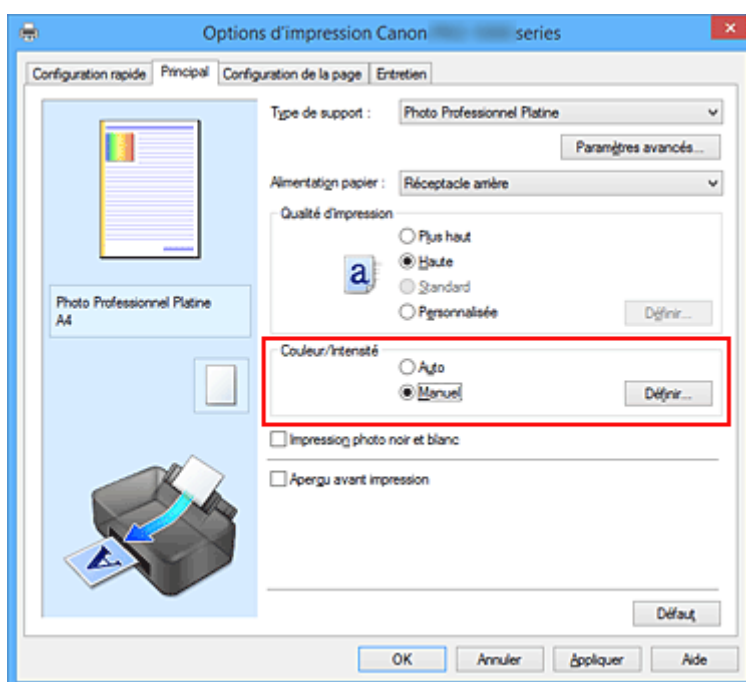 Options d'impression Canon series
Configuration rapide Principal Configuration de la page Entretien
Type de support : Photo Professionnel Platine
Paramètres avancés...
Alimentation papier : Réceptacle arrière
Qualité d'impression
Plus haut
Haute
Standard
Personnalisée Définir...
Photo Professionnel Platine
A4
Couleur/Intensité
Auto
Manuel Définir...
Impression photo noir et blanc
Aperçu avant impression
Défaut
OK Annuler Appliquer Aide